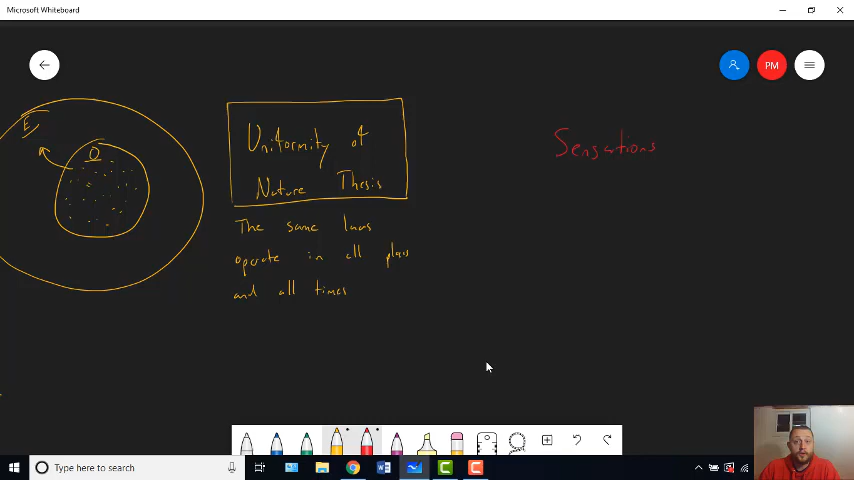 Microsoft Whiteboard
PM
E
O
Uniformity of
Nature Thesis
The same laws
operate in all places
and all times
Sensations
Type here to search